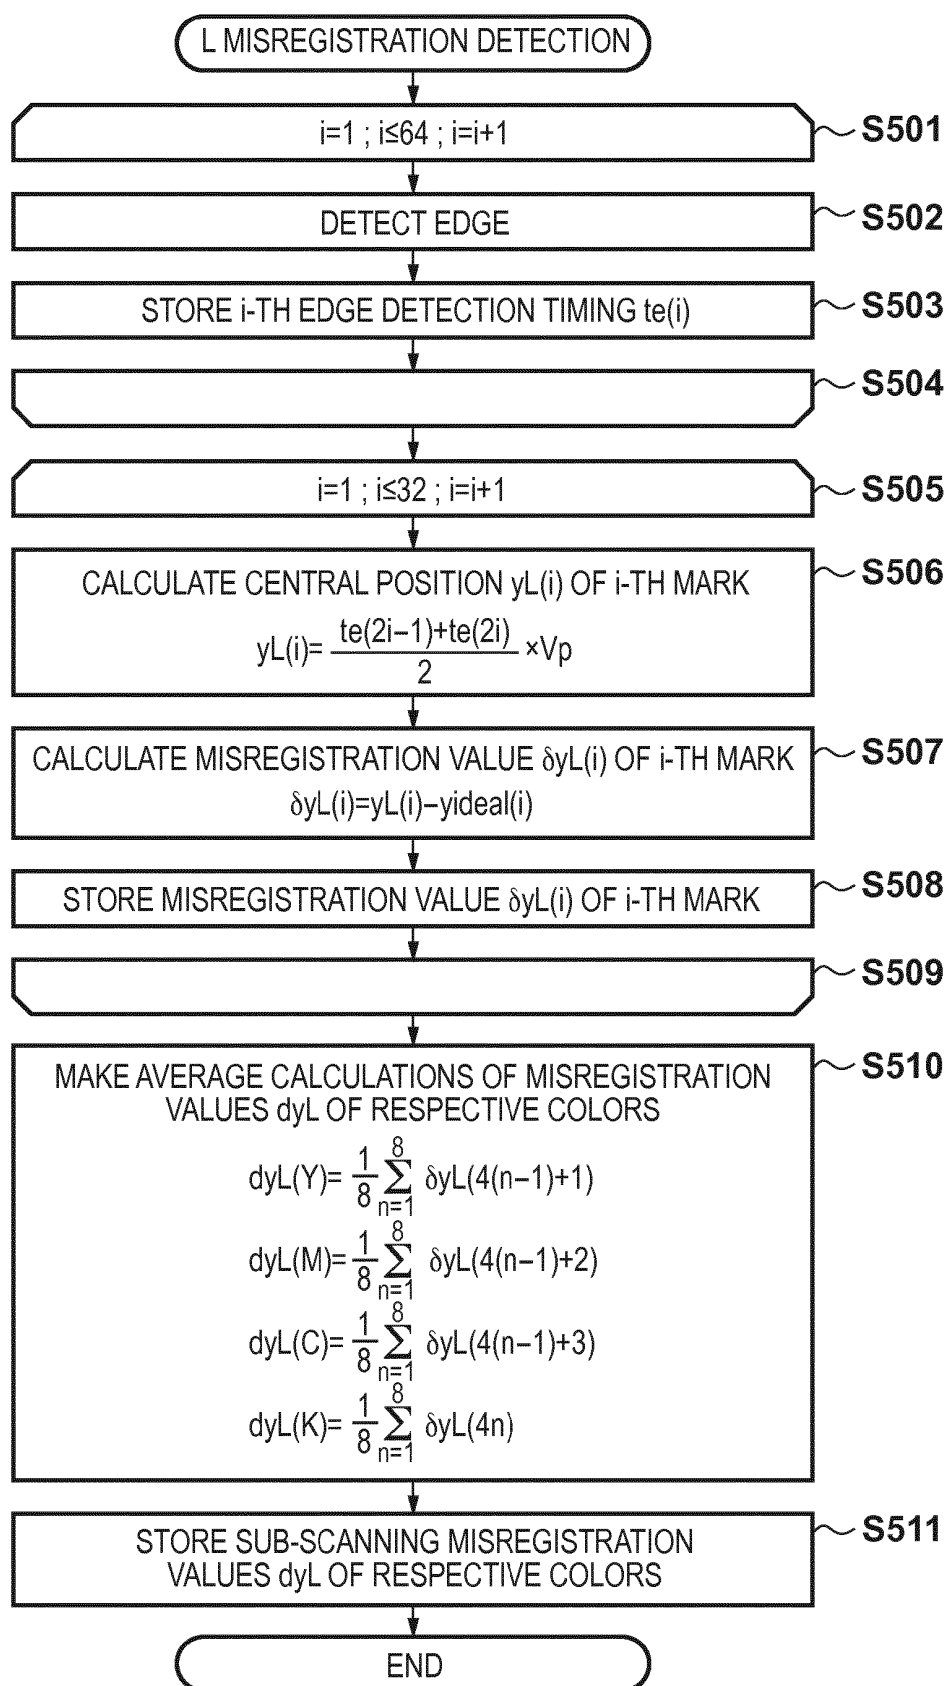 L MISREGISTRATION DETECTION
i=1 ; i≤64 ; i=i+1
S501
DETECT EDGE
S502
STORE i-TH EDGE DETECTION TIMING te(i)
S503
S504
i=1 ; i≤32 ; i=i+1
S505
CALCULATE CENTRAL POSITION yL(i) OF i-TH MARK
yL(i)= te(2i–1)+te(2i) / 2 ×Vp
S506
CALCULATE MISREGISTRATION VALUE δyL(i) OF i-TH MARK
δyL(i)=yL(i)–yideal(i)
S507
STORE MISREGISTRATION VALUE δyL(i) OF i-TH MARK
S508
S509
MAKE AVERAGE CALCULATIONS OF MISREGISTRATION
VALUES dyL OF RESPECTIVE COLORS
dyL(Y)= 1/8 8 Σ n=1 δyL(4(n–1)+1)
dyL(M)= 1/8 8 Σ n=1 δyL(4(n–1)+2)
dyL(C)= 1/8 8 Σ n=1 δyL(4(n–1)+3)
dyL(K)= 1/8 8 Σ n=1 δyL(4n)
S510
STORE SUB-SCANNING MISREGISTRATION
VALUES dyL OF RESPECTIVE COLORS
S511
END